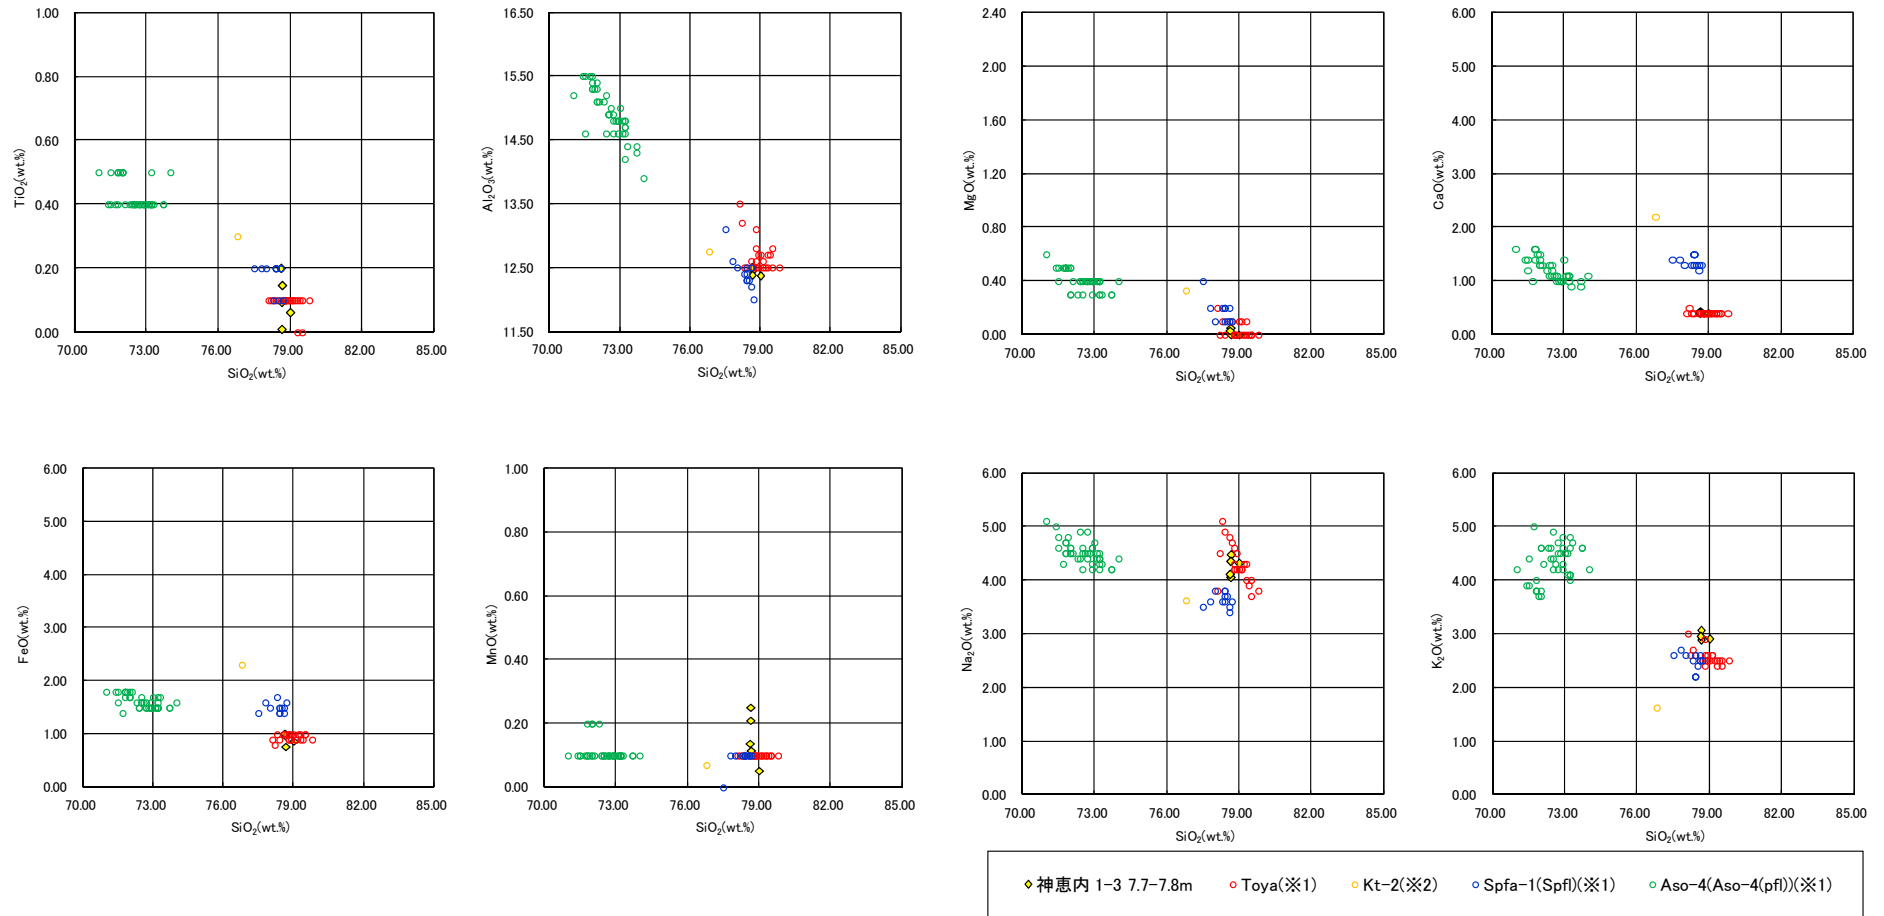 1.00
0.80
0.60
0.40
0.20
0.00
TiO₂(wt.%)
70.00 73.00 76.00 79.00 82.00 85.00
SiO₂(wt.%)
16.50
15.50
14.50
13.50
12.50
11.50
Al₂O₃(wt.%)
70.00 73.00 76.00 79.00 82.00 85.00
SiO₂(wt.%)
2.40
2.00
1.60
1.20
0.80
0.40
0.00
MgO(wt.%)
70.00 73.00 76.00 79.00 82.00 85.00
SiO₂(wt.%)
6.00
5.00
4.00
3.00
2.00
1.00
0.00
CaO(wt.%)
70.00 73.00 76.00 79.00 82.00 85.00
SiO₂(wt.%)
6.00
5.00
4.00
3.00
2.00
1.00
0.00
FeO(wt.%)
70.00 73.00 76.00 79.00 82.00 85.00
SiO₂(wt.%)
1.00
0.80
0.60
0.40
0.20
0.00
MnO(wt.%)
70.00 73.00 76.00 79.00 82.00 85.00
SiO₂(wt.%)
6.00
5.00
4.00
3.00
2.00
1.00
0.00
Na₂O(wt.%)
70.00 73.00 76.00 79.00 82.00 85.00
SiO₂(wt.%)
6.00
5.00
4.00
3.00
2.00
1.00
0.00
K₂O(wt.%)
70.00 73.00 76.00 79.00 82.00 85.00
SiO₂(wt.%)
神恵内 1-3 7.7-7.8m Toya(※1) Kt-2(※2) Spfa-1(Spfl)(※1) Aso-4(Aso-4(pfl))(※1)